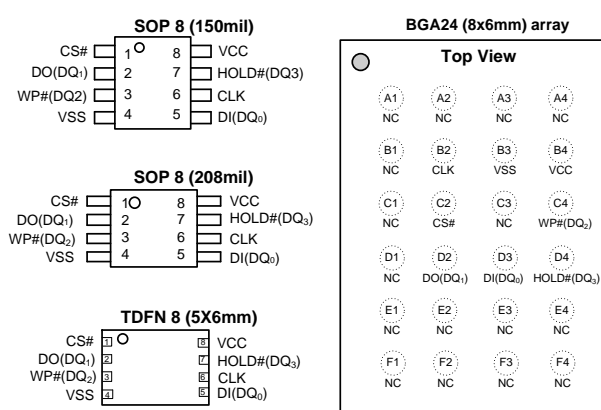 SOP 8 (150mil)
CS# 1 8 VCC
DO(DQ₁) 2 7 HOLD#(DQ3)
WP#(DQ2) 3 6 CLK
VSS 4 5 DI(DQ₀)
SOP 8 (208mil)
CS# 1 8 VCC
DO(DQ₁) 2 7 HOLD#(DQ₃)
WP#(DQ₂) 3 6 CLK
VSS 4 5 DI(DQ₀)
TDFN 8 (5X6mm)
CS# 1 8 VCC
DO(DQ₁) 2 7 HOLD#(DQ₃)
WP#(DQ₂) 3 6 CLK
VSS 4 5 DI(DQ₀)
BGA24 (8x6mm) array
Top View
A1 A2 A3 A4
NC NC NC NC
B1 B2 B3 B4
NC CLK VSS VCC
C1 C2 C3 C4
NC CS# NC WP#(DQ₂)
D1 D2 D3 D4
NC DO(DQ₁) DI(DQ₀) HOLD#(DQ₃)
E1 E2 E3 E4
NC NC NC NC
F1 F2 F3 F4
NC NC NC NC